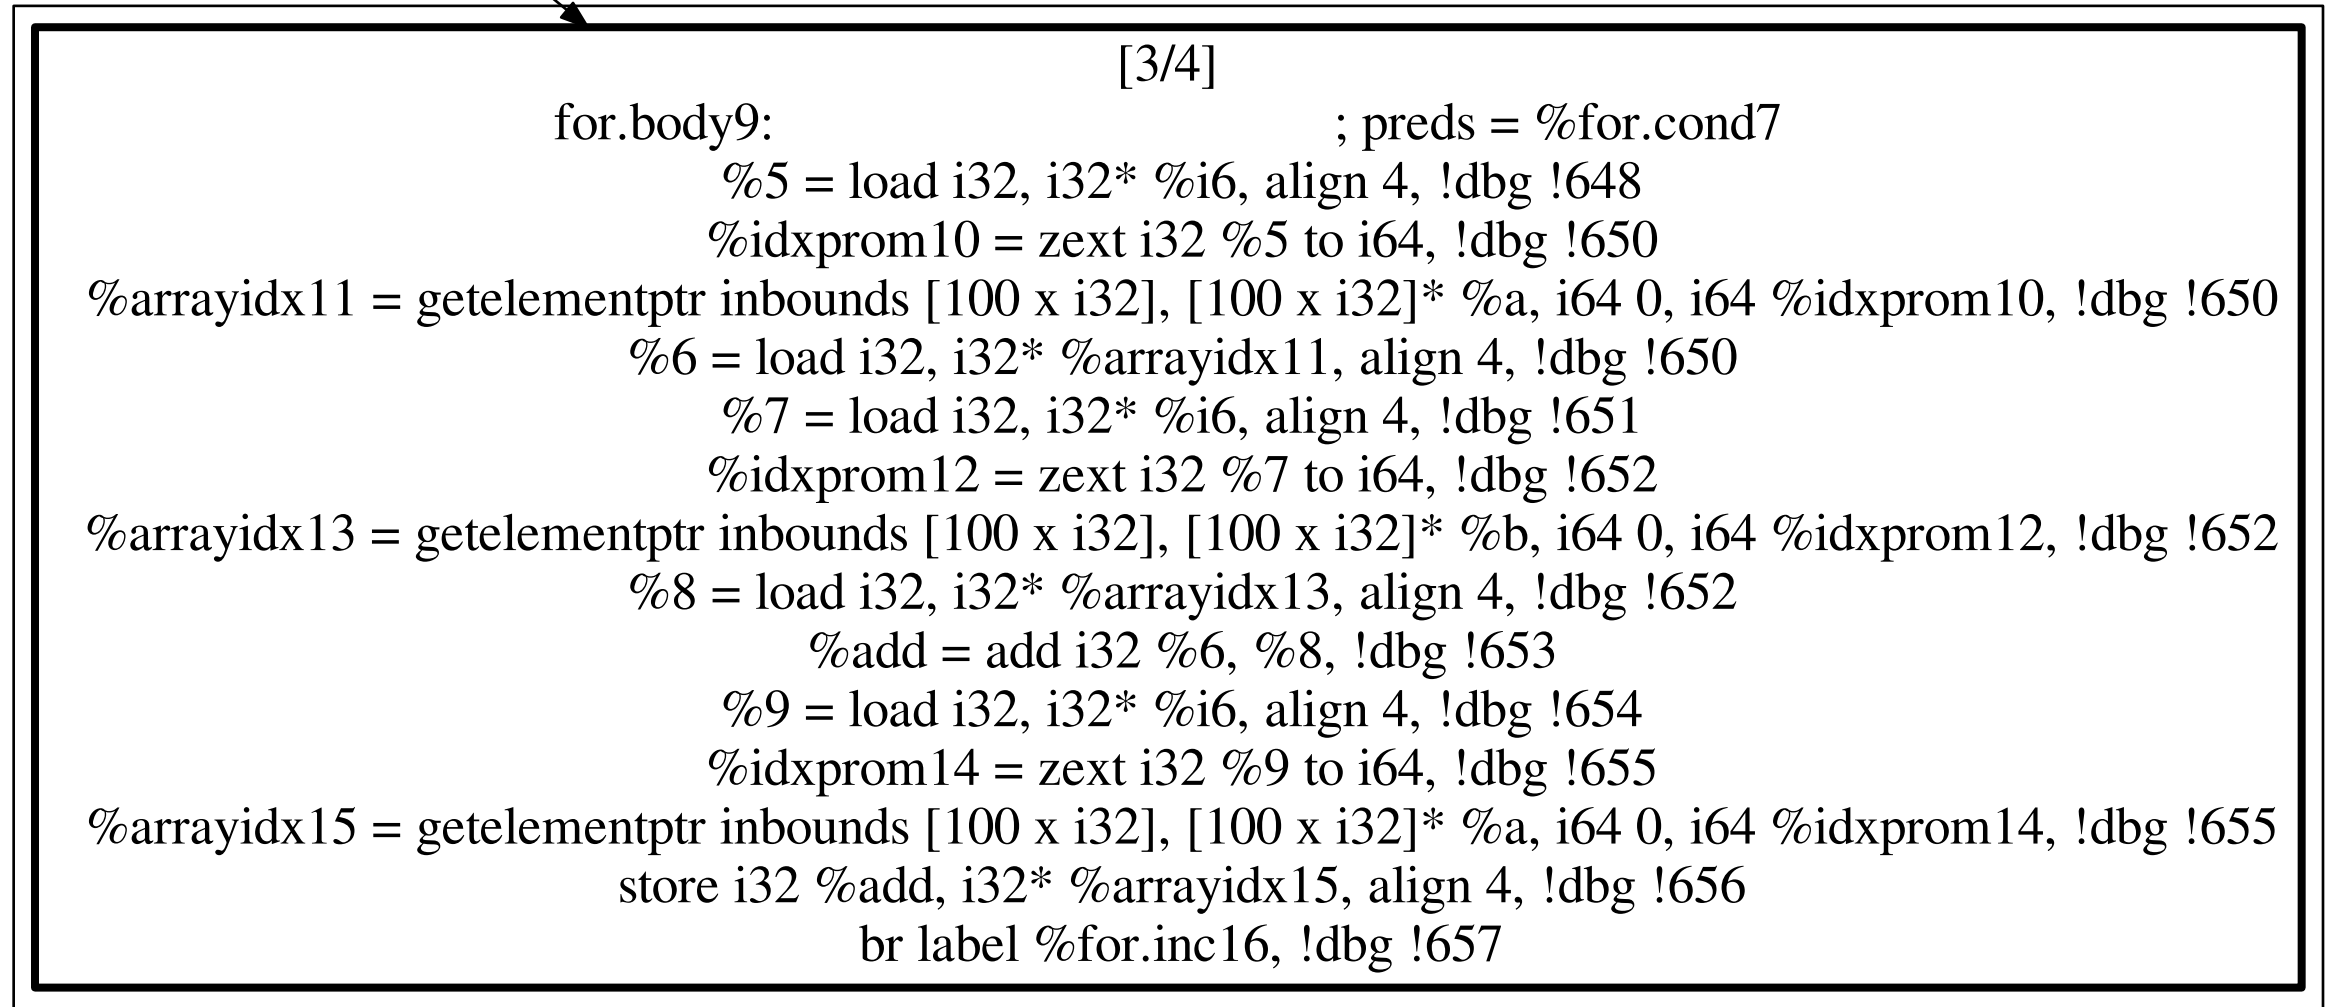 [3/4]
for.body9: ; preds = %for.cond7
%5 = load i32, i32* %i6, align 4, !dbg !648
%idxprom10 = zext i32 %5 to i64, !dbg !650
%arrayidx11 = getelementptr inbounds [100 x i32], [100 x i32]* %a, i64 0, i64 %idxprom10, !dbg !650
%6 = load i32, i32* %arrayidx11, align 4, !dbg !650
%7 = load i32, i32* %i6, align 4, !dbg !651
%idxprom12 = zext i32 %7 to i64, !dbg !652
%arrayidx13 = getelementptr inbounds [100 x i32], [100 x i32]* %b, i64 0, i64 %idxprom12, !dbg !652
%8 = load i32, i32* %arrayidx13, align 4, !dbg !652
%add = add i32 %6, %8, !dbg !653
%9 = load i32, i32* %i6, align 4, !dbg !654
%idxprom14 = zext i32 %9 to i64, !dbg !655
%arrayidx15 = getelementptr inbounds [100 x i32], [100 x i32]* %a, i64 0, i64 %idxprom14, !dbg !655
store i32 %add, i32* %arrayidx15, align 4, !dbg !656
br label %for.inc16, !dbg !657